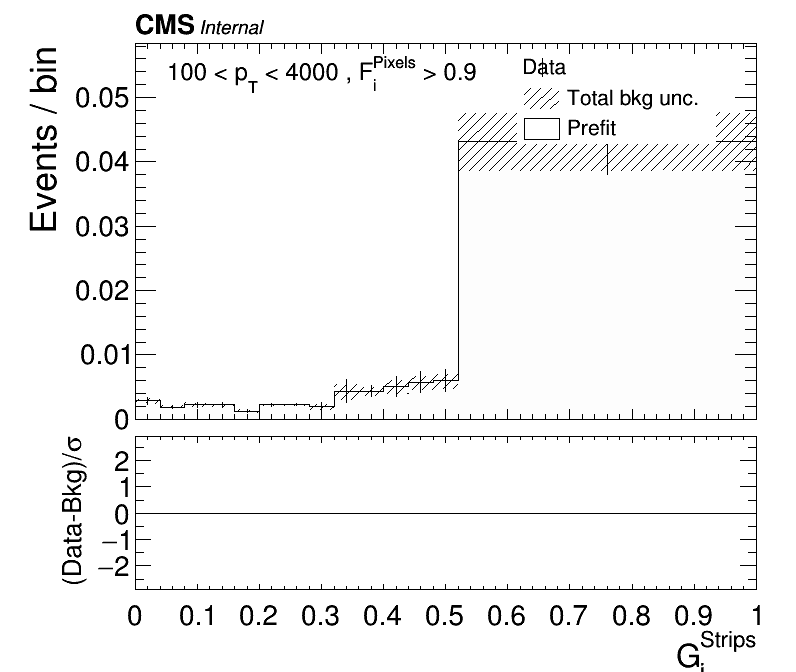 CMS Internal
100 < p_T < 4000 , F_i^Pixels > 0.9
Data
Total bkg unc.
Prefit
Events / bin
0.05
0.04
0.03
0.02
0.01
0
(Data-Bkg)/σ
2
1
0
−1
−2
0 0.1 0.2 0.3 0.4 0.5 0.6 0.7 0.8 0.9 1
G_i^Strips